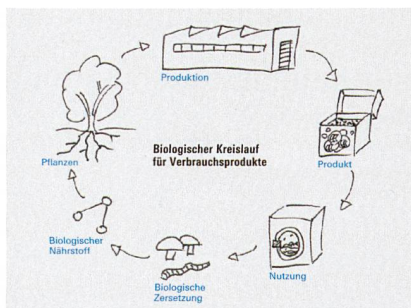 Produktion
Biologischer Kreislauf
für Verbrauchsprodukte
Pflanzen
Produkt
Biologischer
Nährstoff
Nutzung
Biologische
Zersetzung